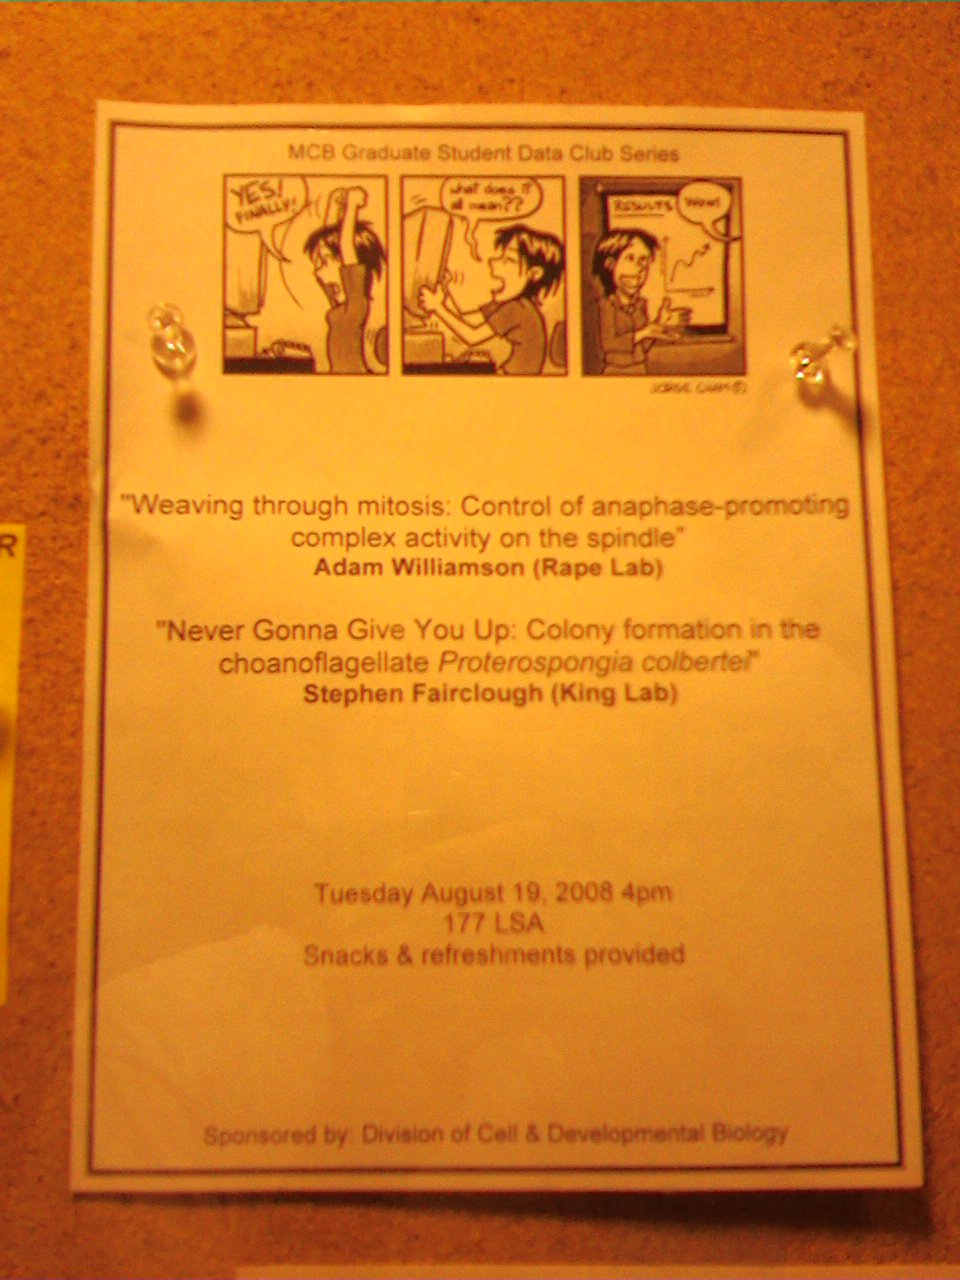 MCB Graduate Student Data Club Series
YES!
FINALLY!
what does it
all mean??
RESULTS
Wow!
JORGE CHAM ©
"Weaving through mitosis: Control of anaphase-promoting
complex activity on the spindle"
Adam Williamson (Rape Lab)
"Never Gonna Give You Up: Colony formation in the
choanoflagellate Proterospongia colbertei"
Stephen Fairclough (King Lab)
R
Tuesday August 19, 2008 4pm
177 LSA
Snacks & refreshments provided
Sponsored by: Division of Cell & Developmental Biology